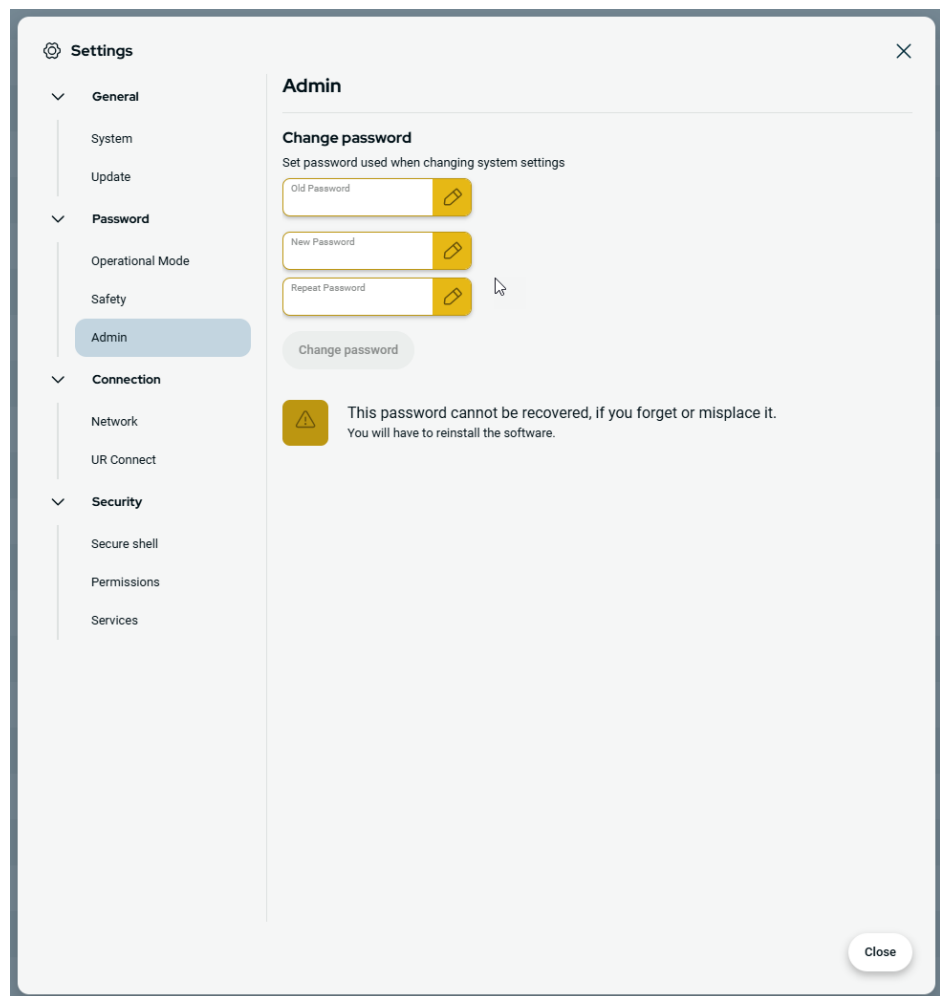 Settings
General
System
Update
Password
Operational Mode
Safety
Admin
Connection
Network
UR Connect
Security
Secure shell
Permissions
Services
Admin
Change password
Set password used when changing system settings
Old Password
New Password
Repeat Password
Change password
This password cannot be recovered, if you forget or misplace it.
You will have to reinstall the software.
Close